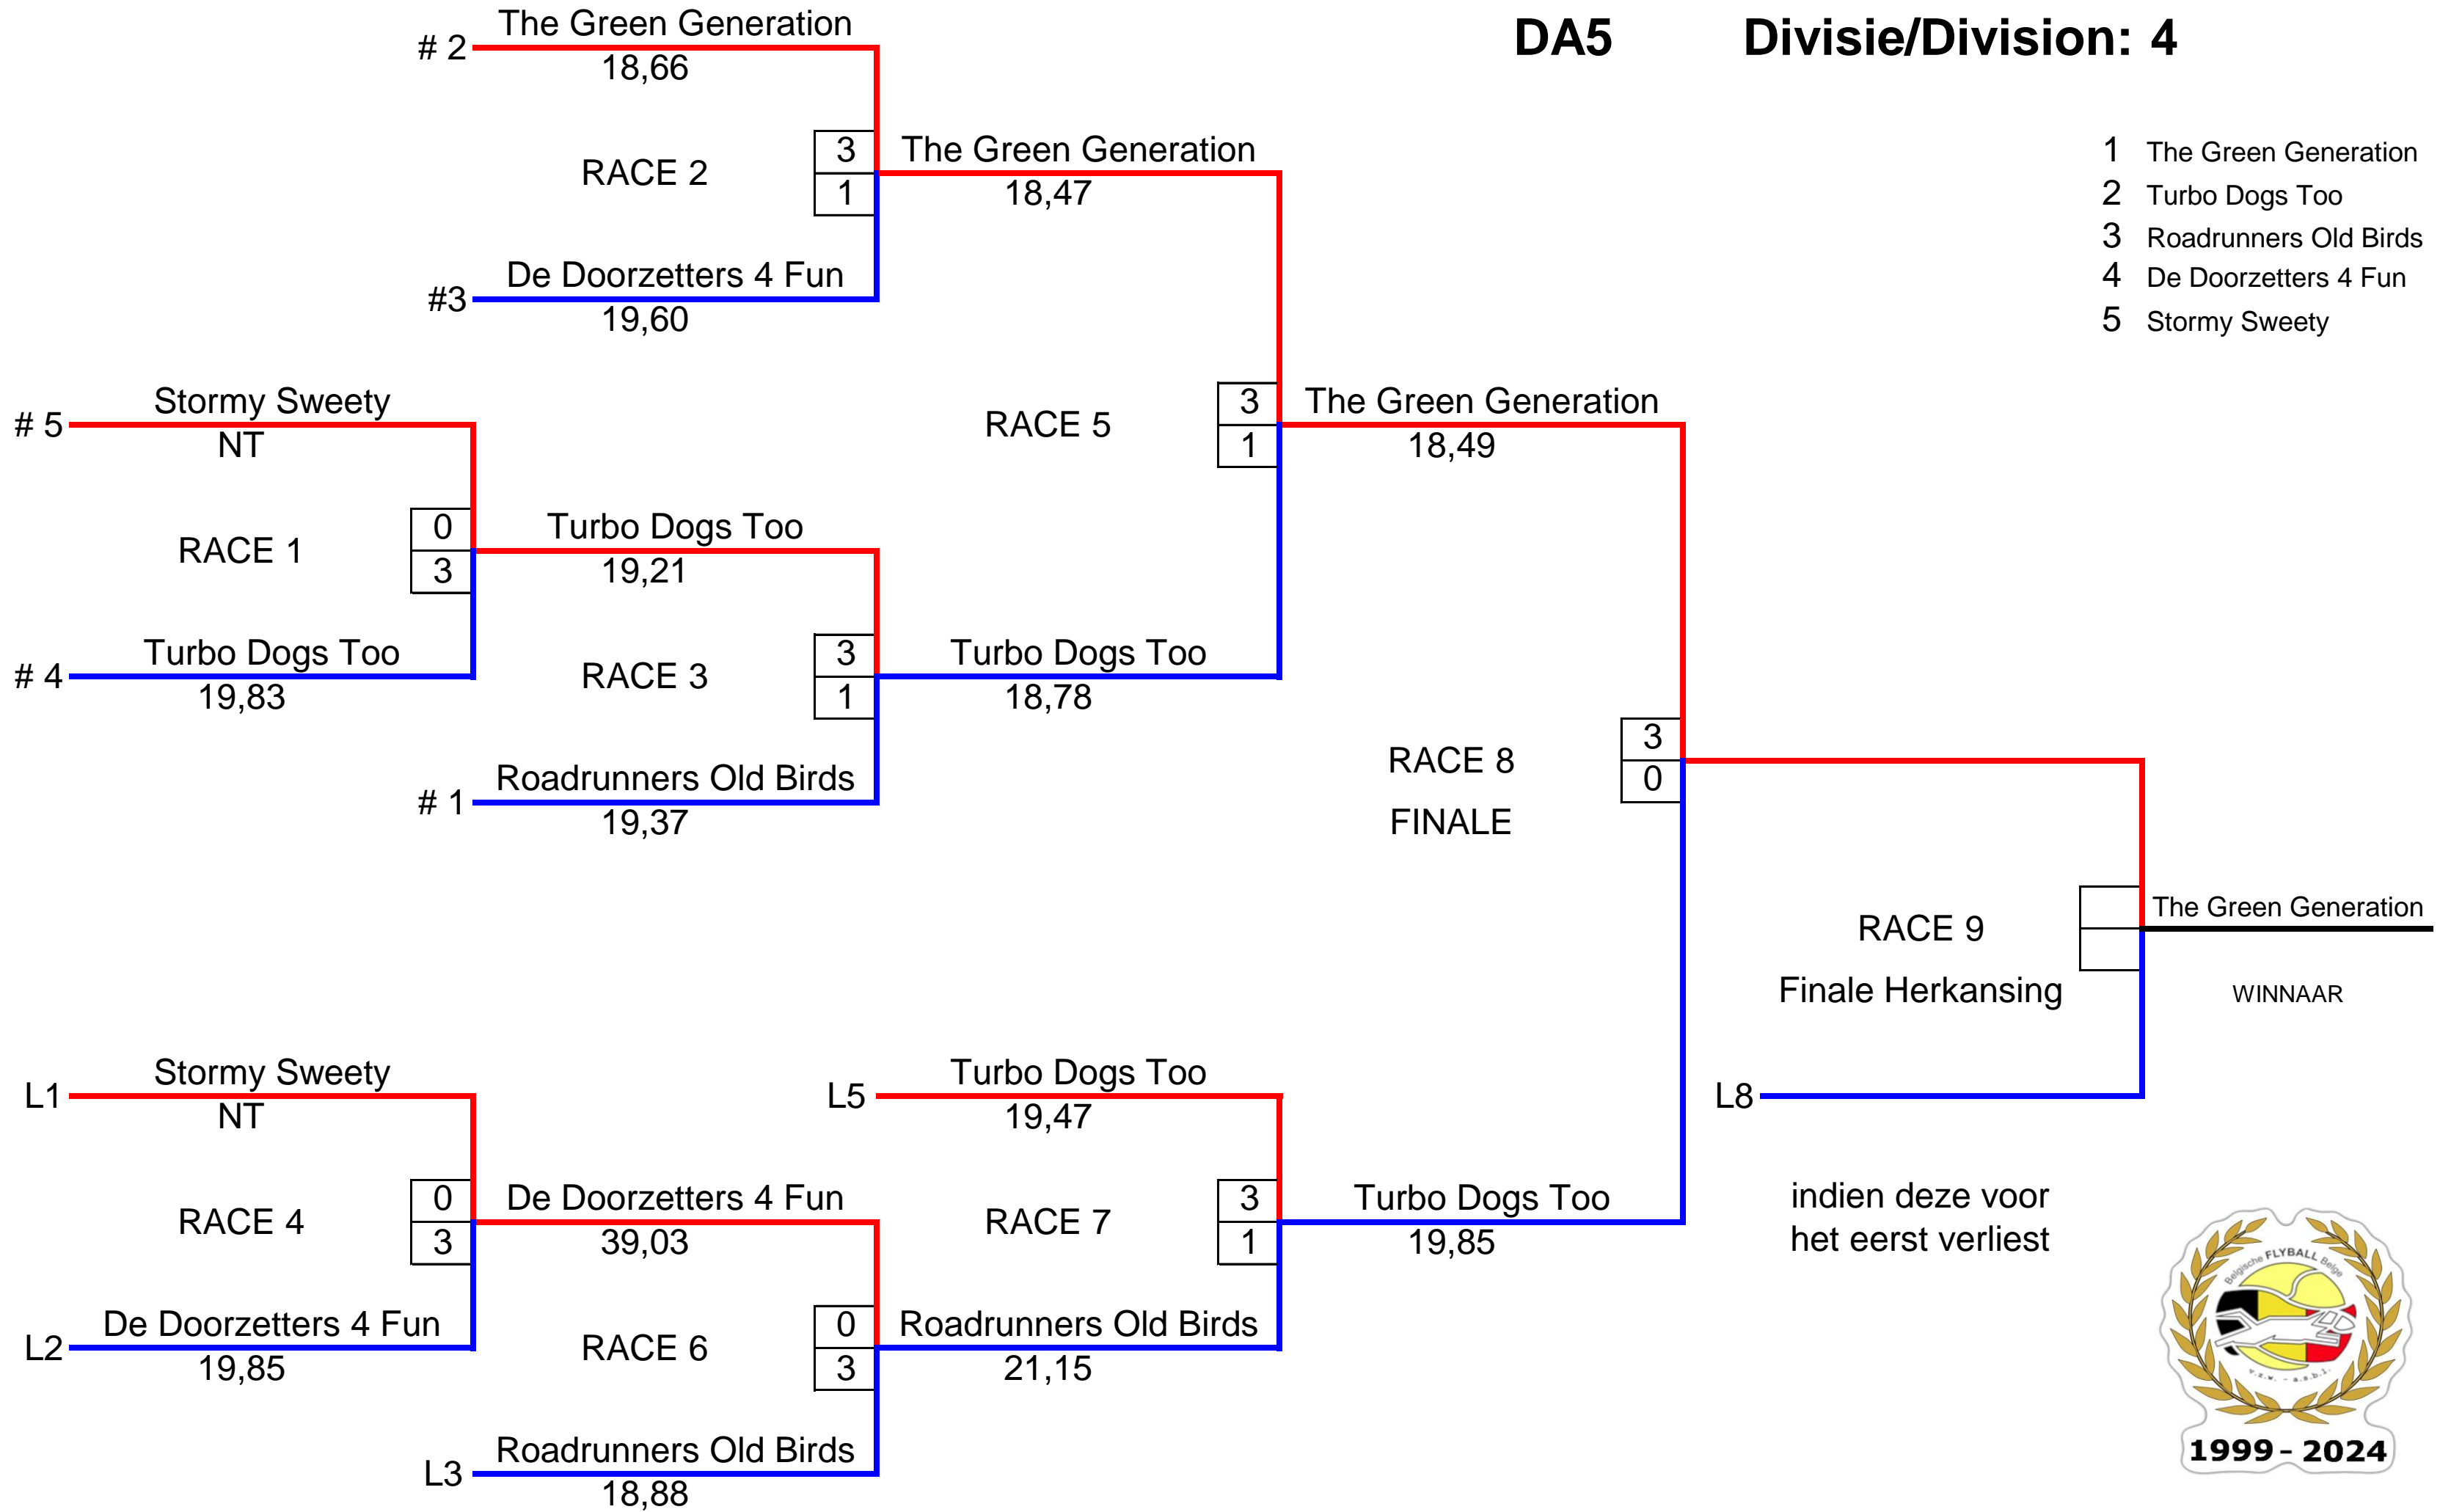 DA5 Divisie/Division: 4
# 2 The Green Generation
18,66
RACE 2
3
1
#3 De Doorzetters 4 Fun
19,60
The Green Generation
18,47
1 The Green Generation
2 Turbo Dogs Too
3 Roadrunners Old Birds
4 De Doorzetters 4 Fun
5 Stormy Sweety
# 5 Stormy Sweety
NT
RACE 1
0
3
# 4 Turbo Dogs Too
19,83
Turbo Dogs Too
19,21
RACE 3
3
1
# 1 Roadrunners Old Birds
19,37
RACE 5
3
1
Turbo Dogs Too
18,78
The Green Generation
18,49
RACE 8
FINALE
3
0
RACE 9
Finale Herkansing
The Green Generation
WINNAAR
L8
indien deze voor
het eerst verliest
L1 Stormy Sweety
NT
RACE 4
0
3
L2 De Doorzetters 4 Fun
19,85
De Doorzetters 4 Fun
39,03
RACE 6
0
3
L3 Roadrunners Old Birds
18,88
L5 Turbo Dogs Too
19,47
RACE 7
3
1
Roadrunners Old Birds
21,15
Turbo Dogs Too
19,85
Belgische FLYBALL Belge
v.z.w. - a.s.b.l.
1999 - 2024